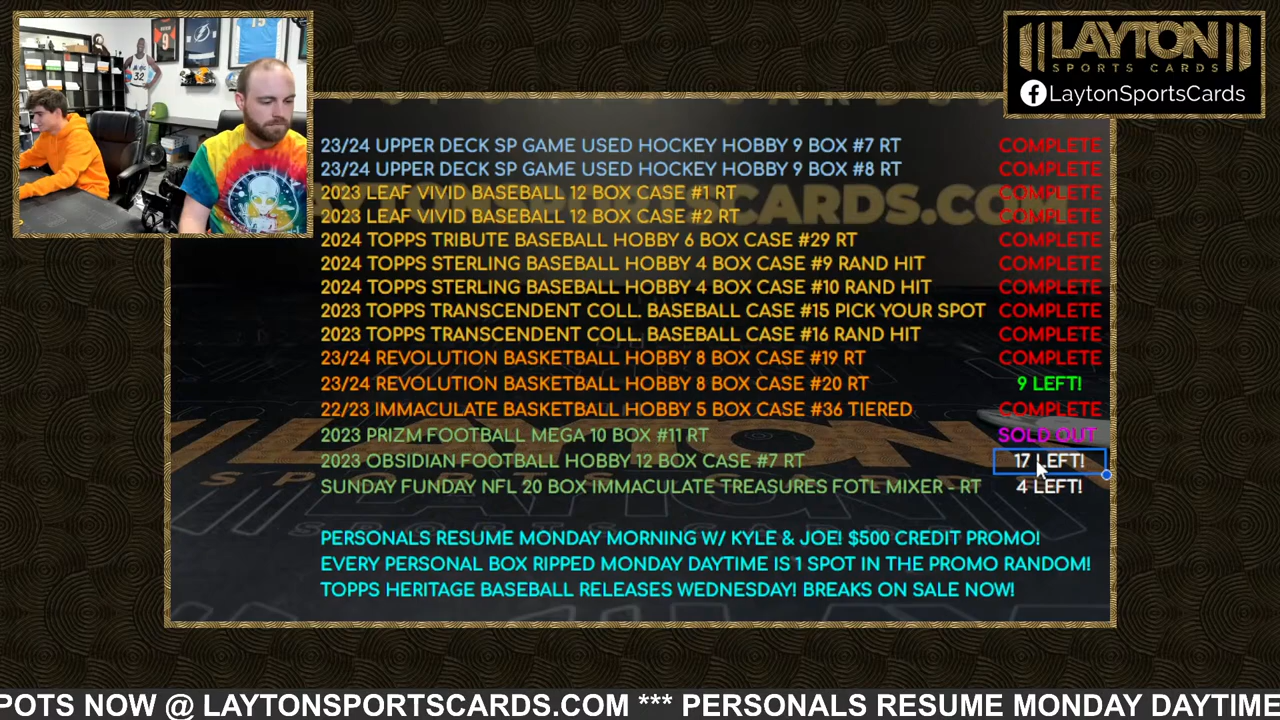 LAYTON
SPORTS CARDS
LaytonSportsCards
23/24 UPPER DECK SP GAME USED HOCKEY HOBBY 9 BOX #7 RT COMPLETE
23/24 UPPER DECK SP GAME USED HOCKEY HOBBY 9 BOX #8 RT COMPLETE
2023 LEAF VIVID BASEBALL 12 BOX CASE #1 RT COMPLETE
2023 LEAF VIVID BASEBALL 12 BOX CASE #2 RT COMPLETE
2024 TOPPS TRIBUTE BASEBALL HOBBY 6 BOX CASE #29 RT COMPLETE
2024 TOPPS STERLING BASEBALL HOBBY 4 BOX CASE #9 RAND HIT COMPLETE
2024 TOPPS STERLING BASEBALL HOBBY 4 BOX CASE #10 RAND HIT COMPLETE
2023 TOPPS TRANSCENDENT COLL. BASEBALL CASE #15 PICK YOUR SPOT COMPLETE
2023 TOPPS TRANSCENDENT COLL. BASEBALL CASE #16 RAND HIT COMPLETE
23/24 REVOLUTION BASKETBALL HOBBY 8 BOX CASE #19 RT COMPLETE
23/24 REVOLUTION BASKETBALL HOBBY 8 BOX CASE #20 RT 9 LEFT!
22/23 IMMACULATE BASKETBALL HOBBY 5 BOX CASE #36 TIERED COMPLETE
2023 PRIZM FOOTBALL MEGA 10 BOX #11 RT SOLD OUT
2023 OBSIDIAN FOOTBALL HOBBY 12 BOX CASE #7 RT 17 LEFT!
SUNDAY FUNDAY NFL 20 BOX IMMACULATE TREASURES FOTL MIXER - RT 4 LEFT!
PERSONALS RESUME MONDAY MORNING W/ KYLE & JOE! $500 CREDIT PROMO!
EVERY PERSONAL BOX RIPPED MONDAY DAYTIME IS 1 SPOT IN THE PROMO RANDOM!
TOPPS HERITAGE BASEBALL RELEASES WEDNESDAY! BREAKS ON SALE NOW!
POTS NOW @ LAYTONSPORTSCARDS.COM *** PERSONALS RESUME MONDAY DAYTIME